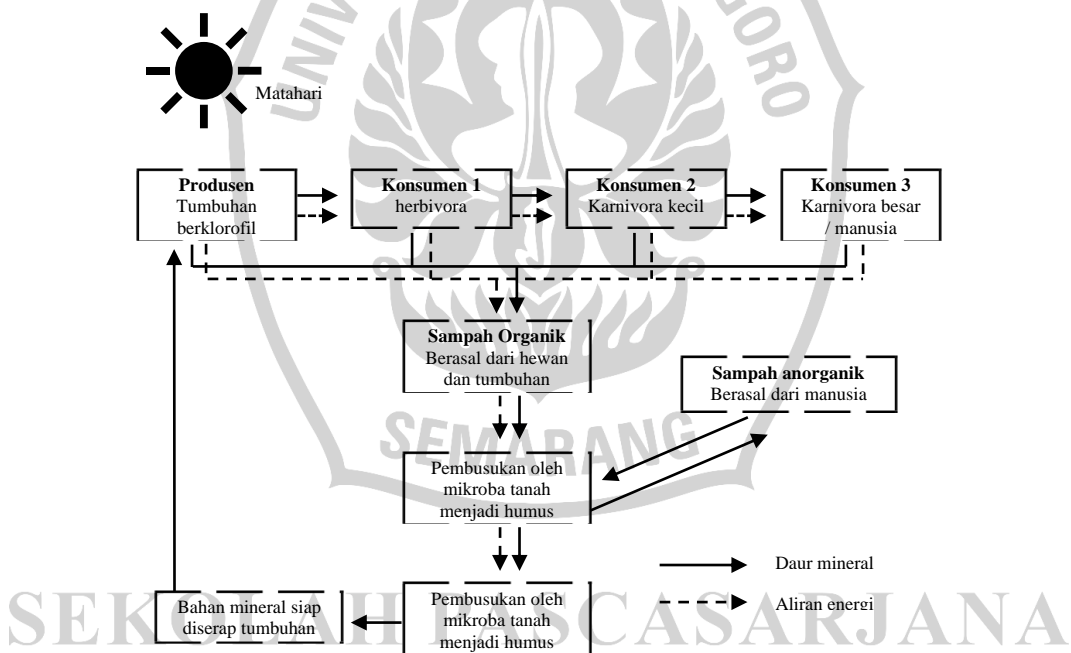 UNIV
EGORO
Matahari
Produsen
Tumbuhan
berklorofil
Konsumen 1
herbivora
Konsumen 2
Karnivora kecil
Konsumen 3
Karnivora besar
/ manusia
Sampah Organik
Berasal dari hewan
dan tumbuhan
Sampah anorganik
Berasal dari manusia
SEMARANG
Pembusukan oleh
mikroba tanah
menjadi humus
Daur mineral
Aliran energi
Bahan mineral siap
diserap tumbuhan
Pembusukan oleh
mikroba tanah
menjadi humus
SEKOLAH PASCASARJANA